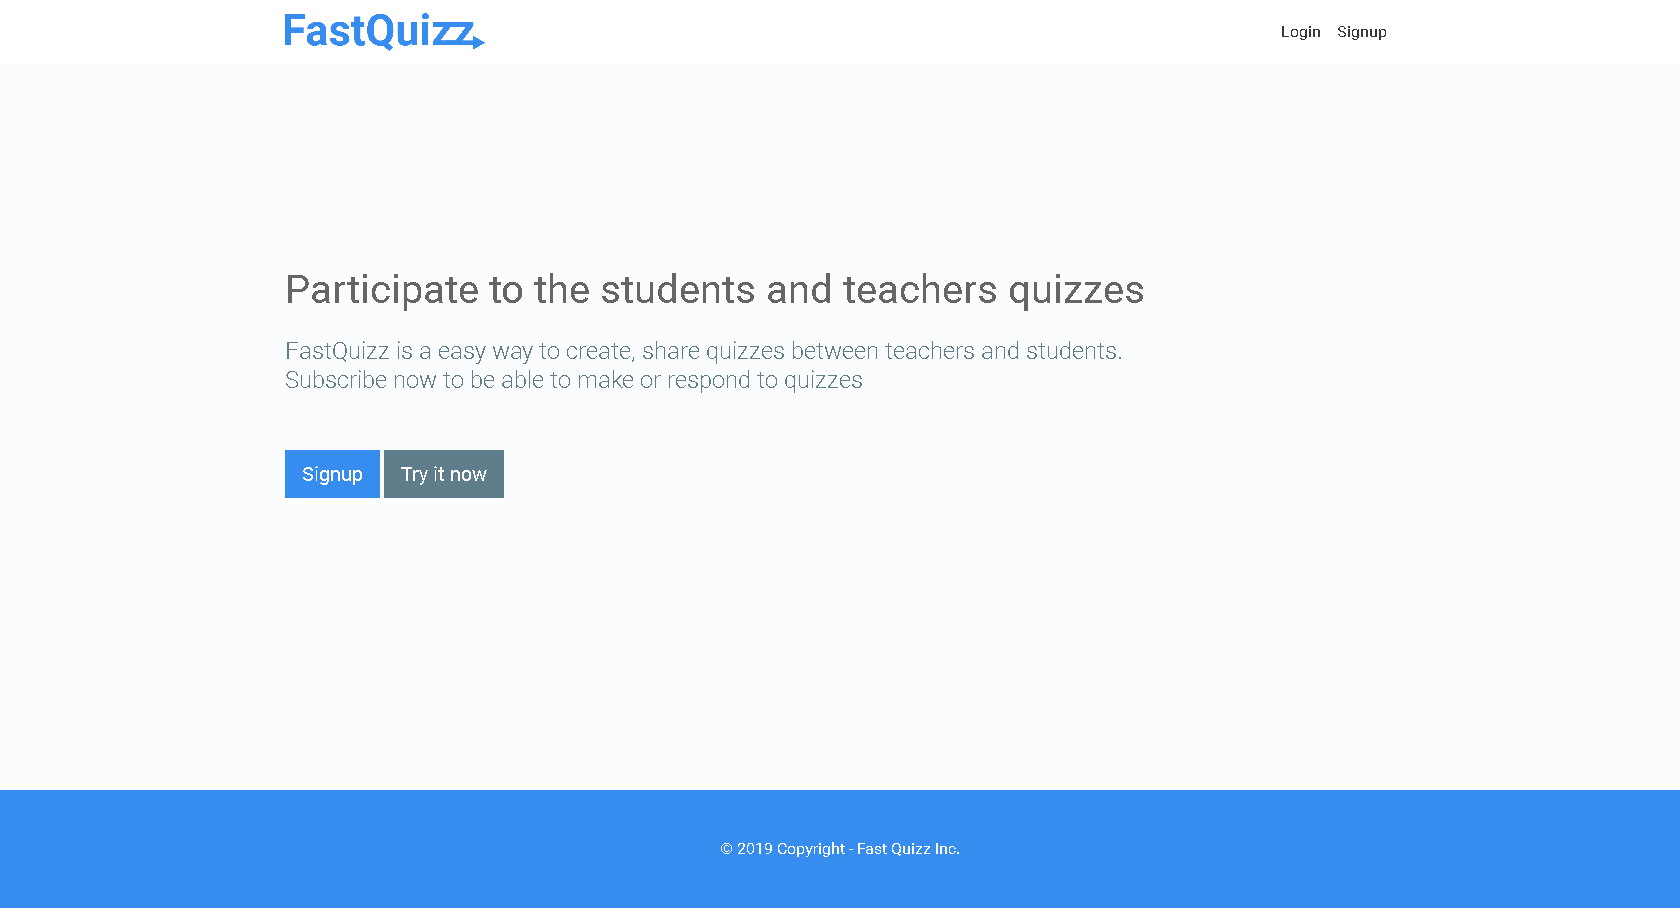 FastQuizz
Login
Signup
Participate to the students and teachers quizzes
FastQuizz is a easy way to create, share quizzes between teachers and students.
Subscribe now to be able to make or respond to quizzes
Signup
Try it now
© 2019 Copyright - Fast Quizz Inc.